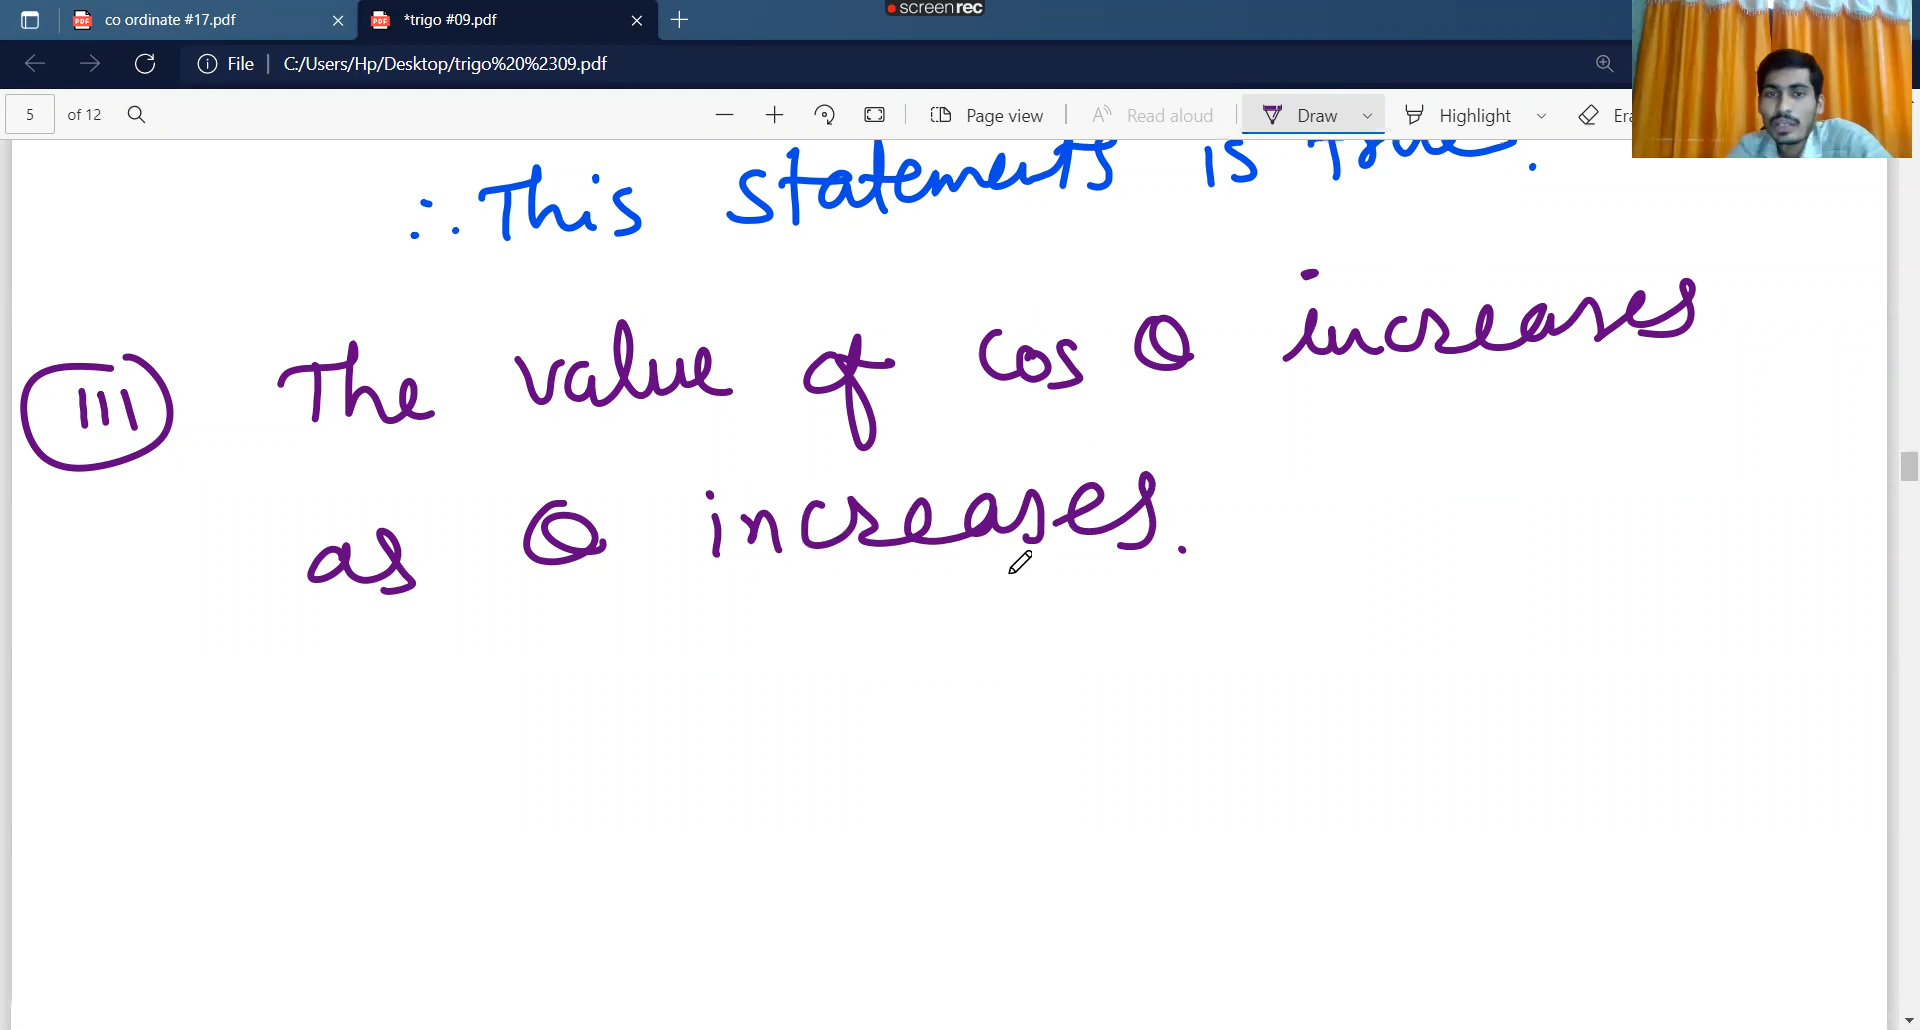 co ordinate #17.pdf
*trigo #09.pdf
screenrec
File
C:/Users/Hp/Desktop/trigo%20%2309.pdf
5 of 12
Page view
Read aloud
Draw
Highlight
∴ This statements is true.
III The value of cos θ increases
as θ increases.